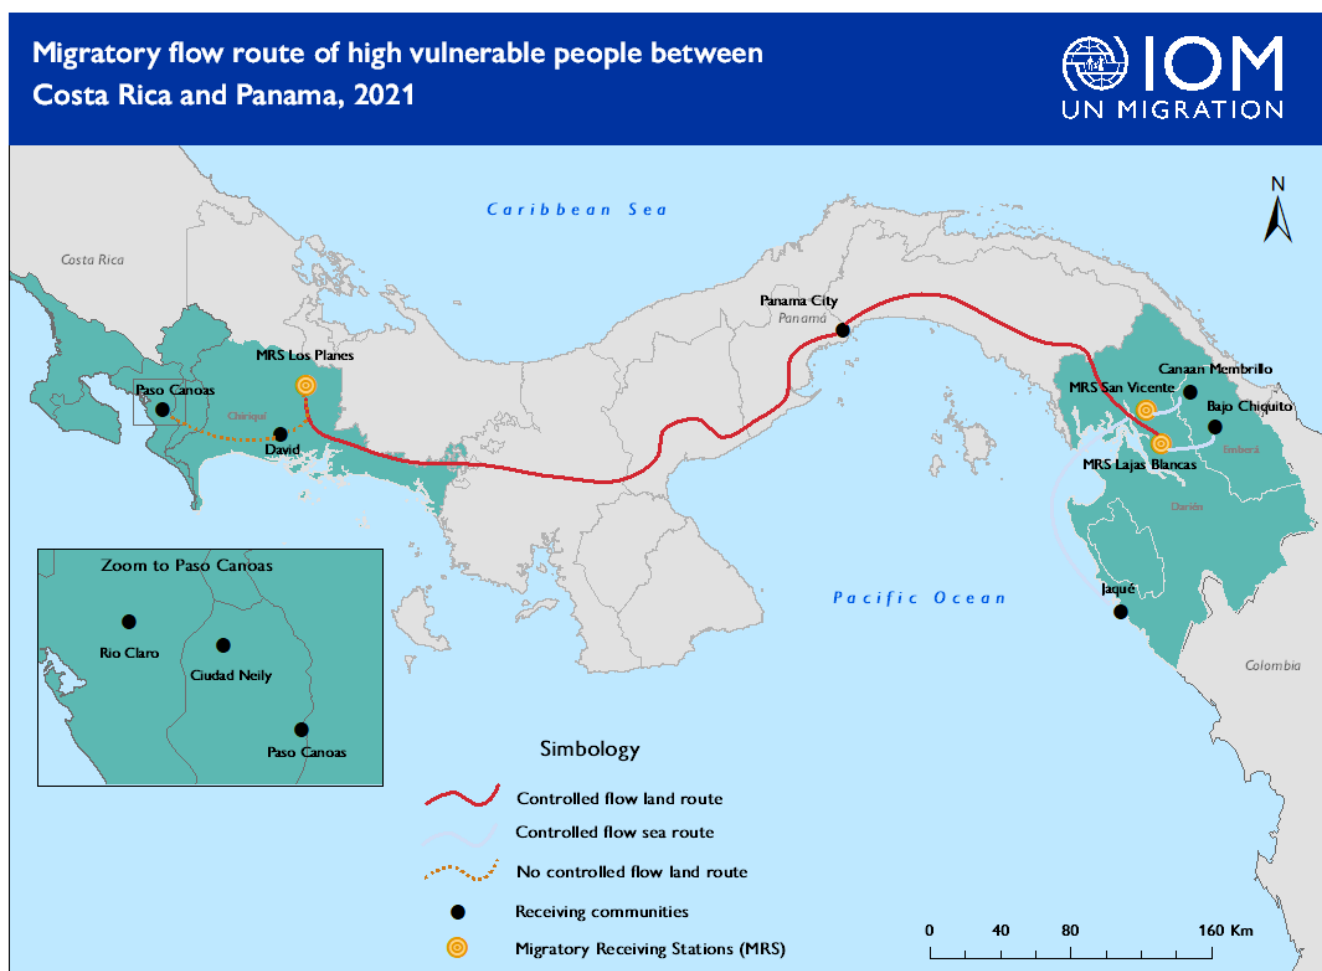 Migratory flow route of high vulnerable people between
Costa Rica and Panama, 2021
IOM
UN MIGRATION
N
Caribbean Sea
Costa Rica
Panama City
Panamá
MRS Los Planes
Paso Canoas
Chiriquí
David
Canaan Membrillo
MRS San Vicente
Bajo Chiquito
Emberá
MRS Lajas Blancas
Darién
Jaqué
Pacific Ocean
Colombia
Zoom to Paso Canoas
Rio Claro
Ciudad Neily
Paso Canoas
Simbology
Controlled flow land route
Controlled flow sea route
No controlled flow land route
Receiving communities
Migratory Receiving Stations (MRS)
0 40 80 160 Km